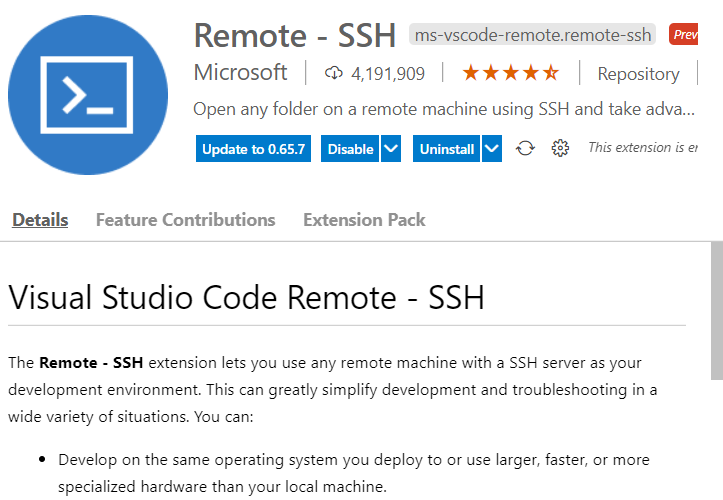 Remote - SSH ms-vscode-remote.remote-ssh Prev
Microsoft 4,191,909 Repository
Open any folder on a remote machine using SSH and take adva...
Update to 0.65.7 Disable Uninstall This extension is er
Details Feature Contributions Extension Pack
Visual Studio Code Remote - SSH
The Remote - SSH extension lets you use any remote machine with a SSH server as your
development environment. This can greatly simplify development and troubleshooting in a
wide variety of situations. You can:
• Develop on the same operating system you deploy to or use larger, faster, or more
specialized hardware than your local machine.